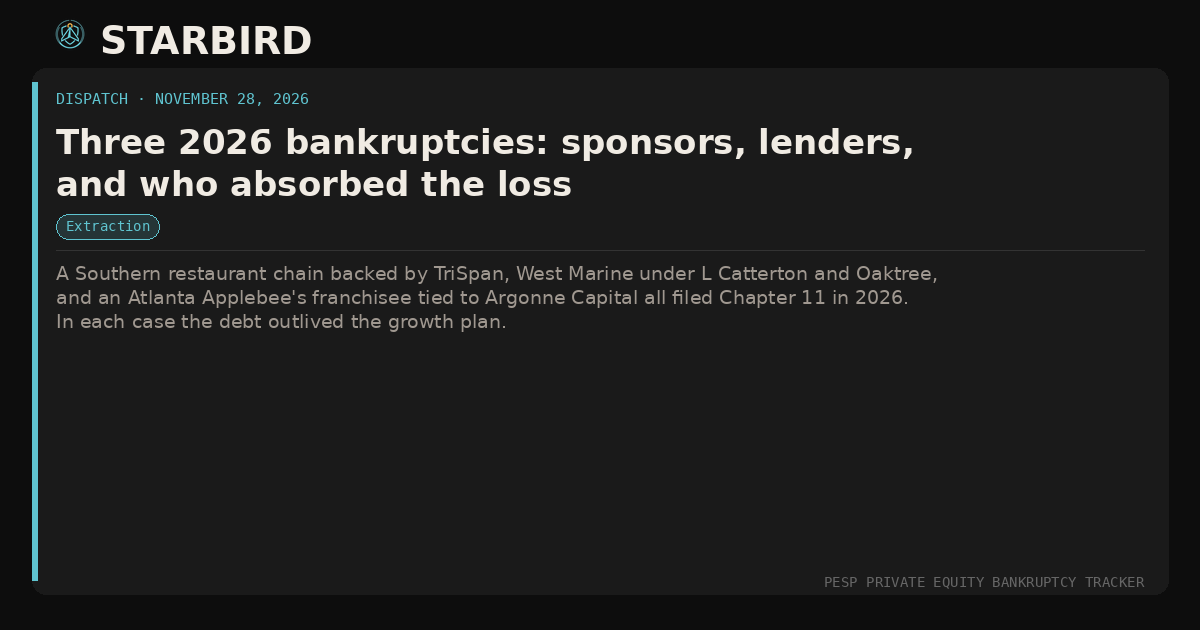 STARBIRD
DISPATCH · NOVEMBER 28, 2026
Three 2026 bankruptcies: sponsors, lenders,
and who absorbed the loss
Extraction
A Southern restaurant chain backed by TriSpan, West Marine under L Catterton and Oaktree,
and an Atlanta Applebee's franchisee tied to Argonne Capital all filed Chapter 11 in 2026.
In each case the debt outlived the growth plan.
PESP PRIVATE EQUITY BANKRUPTCY TRACKER